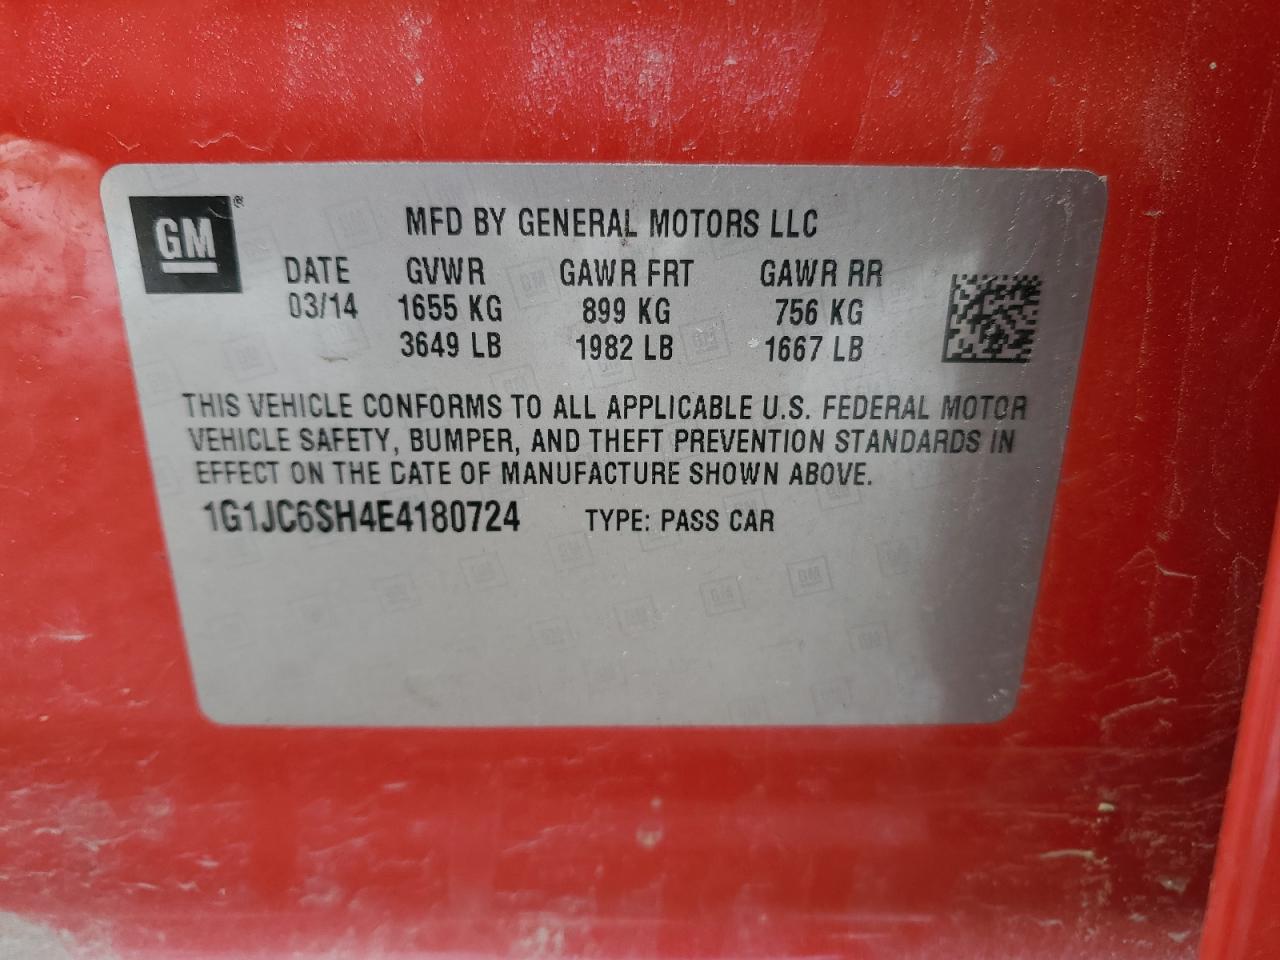 GM®
MFD BY GENERAL MOTORS LLC
DATE GVWR GAWR FRT GAWR RR
03/14 1655 KG 899 KG 756 KG
3649 LB 1982 LB 1667 LB
THIS VEHICLE CONFORMS TO ALL APPLICABLE U.S. FEDERAL MOTOR
VEHICLE SAFETY, BUMPER, AND THEFT PREVENTION STANDARDS IN
EFFECT ON THE DATE OF MANUFACTURE SHOWN ABOVE.
1G1JC6SH4E4180724 TYPE: PASS CAR